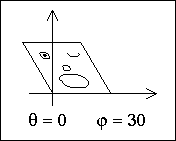 θ = 0 φ = 30